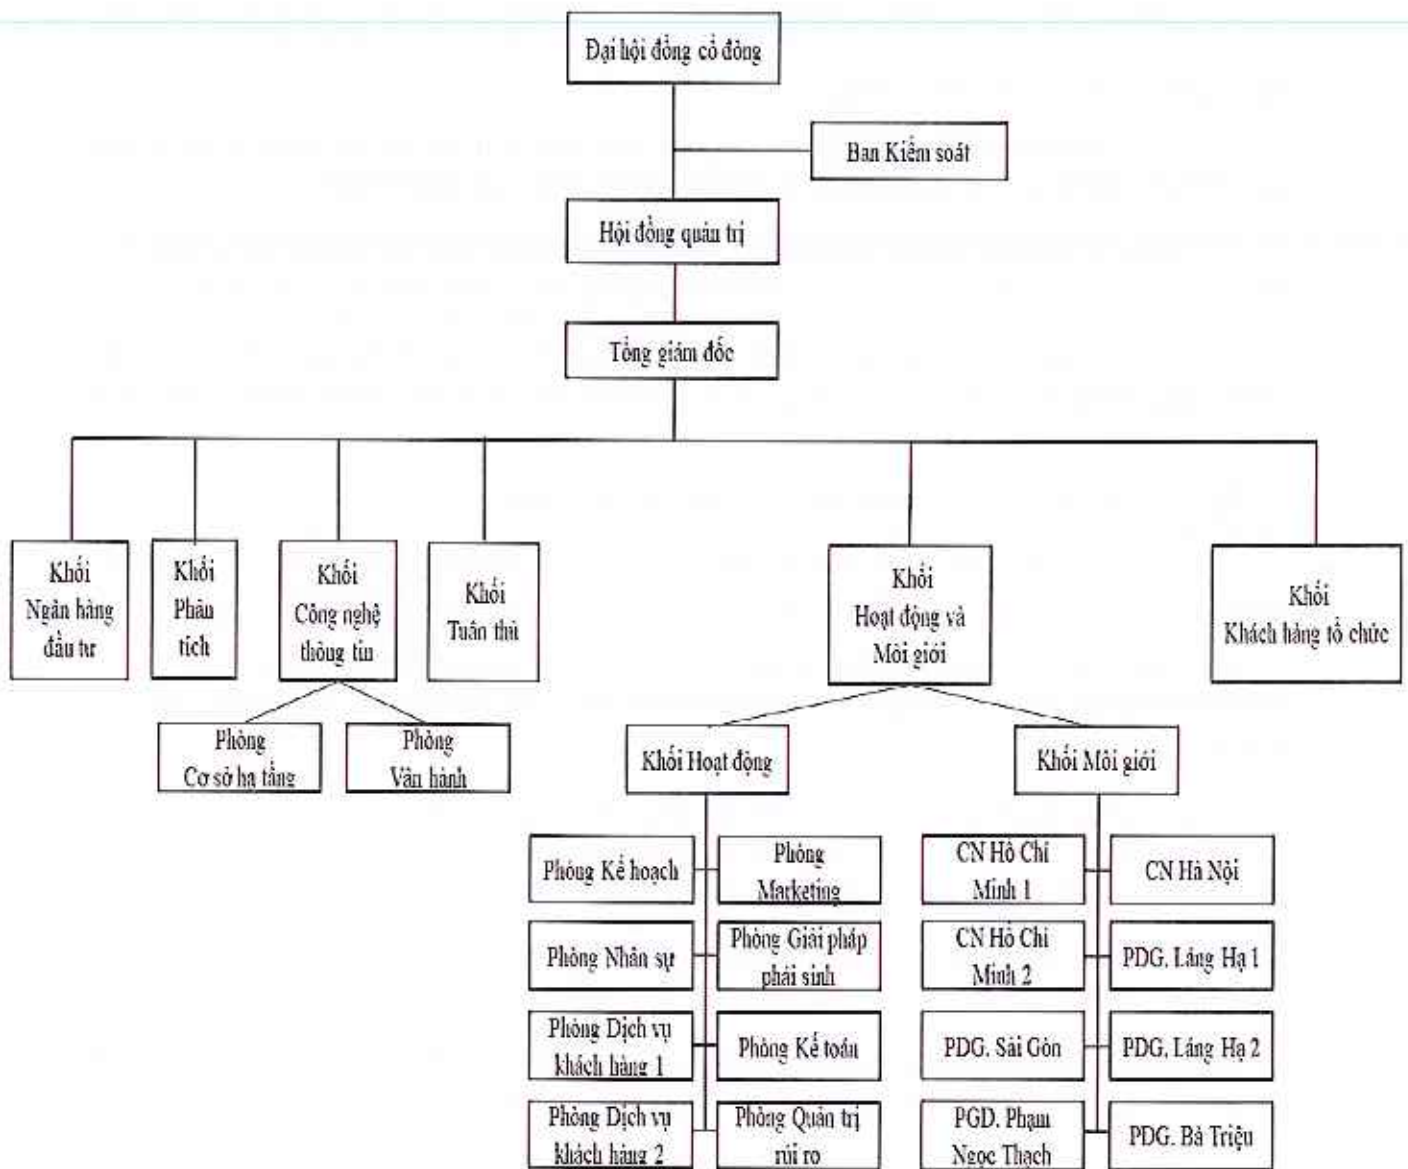 Đại hội đồng cổ đông
Ban Kiểm soát
Hội đồng quản trị
Tổng giám đốc
Khối
Ngân hàng
đầu tư
Khối
Phân
tích
Khối
Công nghệ
thông tin
Khối
Tuân thủ
Khối
Hoạt động và
Môi giới
Khối
Khách hàng tổ chức
Phòng
Cơ sở hạ tầng
Phòng
Vận hành
Khối Hoạt động
Khối Môi giới
Phòng Kế hoạch
Phòng
Marketing
CN Hồ Chí
Minh 1
CN Hà Nội
Phòng Nhân sự
Phòng Giải pháp
phái sinh
CN Hồ Chí
Minh 2
PDG. Láng Hạ 1
Phòng Dịch vụ
khách hàng 1
Phòng Kế toán
PDG. Sài Gòn
PDG. Láng Hạ 2
Phòng Dịch vụ
khách hàng 2
Phòng Quản trị
rủi ro
PGD. Phạm
Ngọc Thạch
PDG. Bà Triệu